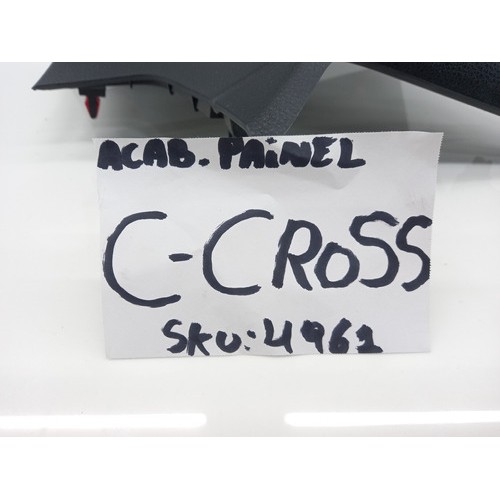 ACAB. PAiNEL
C-CRoSS
SKU: 4961